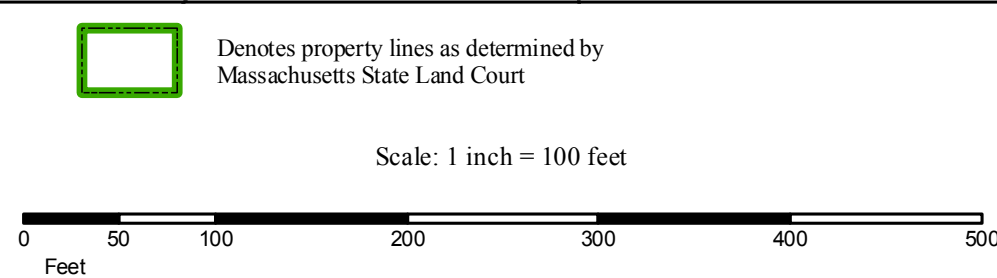 Denotes property lines as determined by
Massachusetts State Land Court
Scale: 1 inch = 100 feet
0 50 100 200 300 400 500
Feet